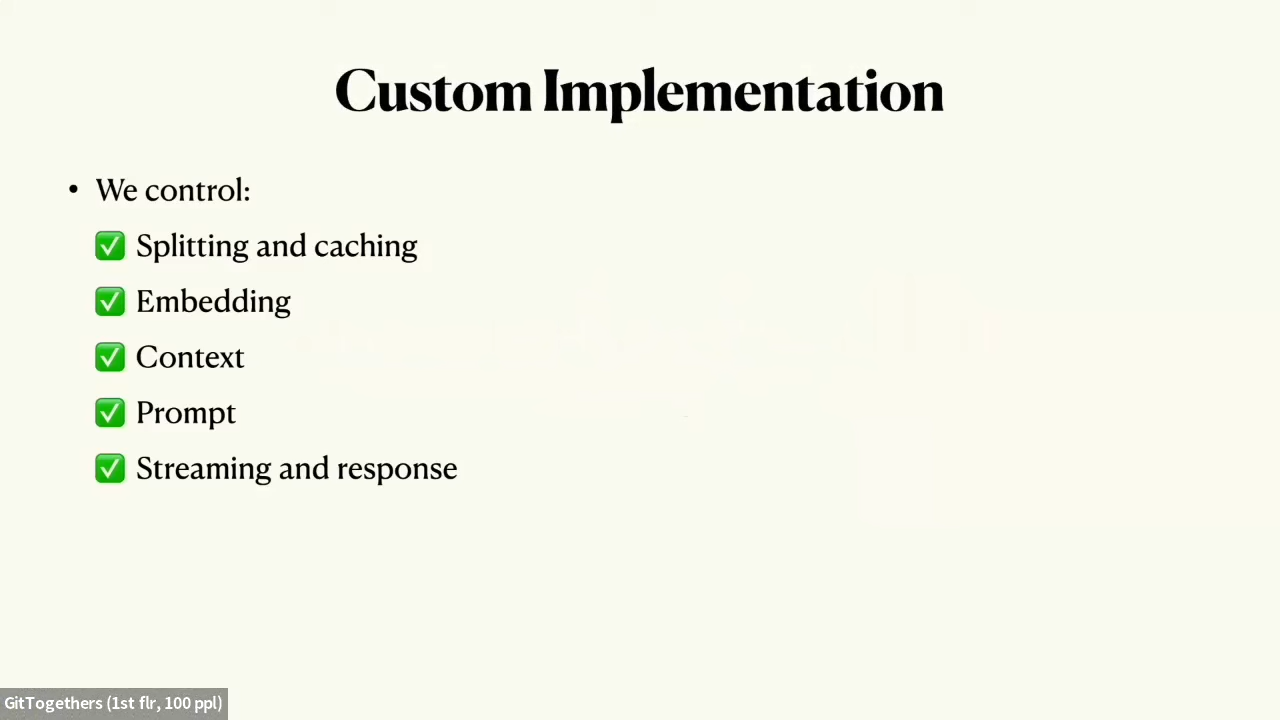 Custom Implementation
• We control:
✅ Splitting and caching
✅ Embedding
✅ Context
✅ Prompt
✅ Streaming and response
GitTogethers (1st flr, 100 ppl)